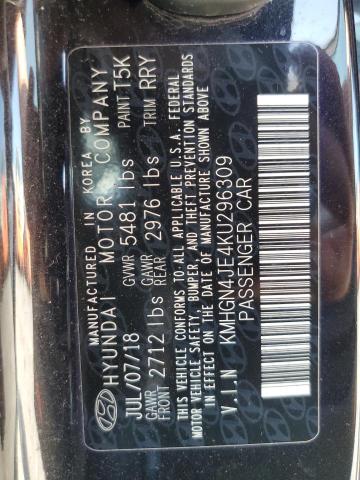 MANUFACTURED IN KOREA BY
HYUNDAI MOTOR COMPANY
JUL/07/18 GVWR 5481 lbs PAINT T5K
GAWR FRONT 2712 lbs GAWR REAR 2976 lbs TRIM RRY
THIS VEHICLE CONFORMS TO ALL APPLICABLE U.S.A. FEDERAL
MOTOR VEHICLE SAFETY, BUMPER, AND THEFT PREVENTION STANDARDS
IN EFFECT ON THE DATE OF MANUFACTURE SHOWN ABOVE
V.I.N KMHGN4JE4KU296309
PASSENGER CAR